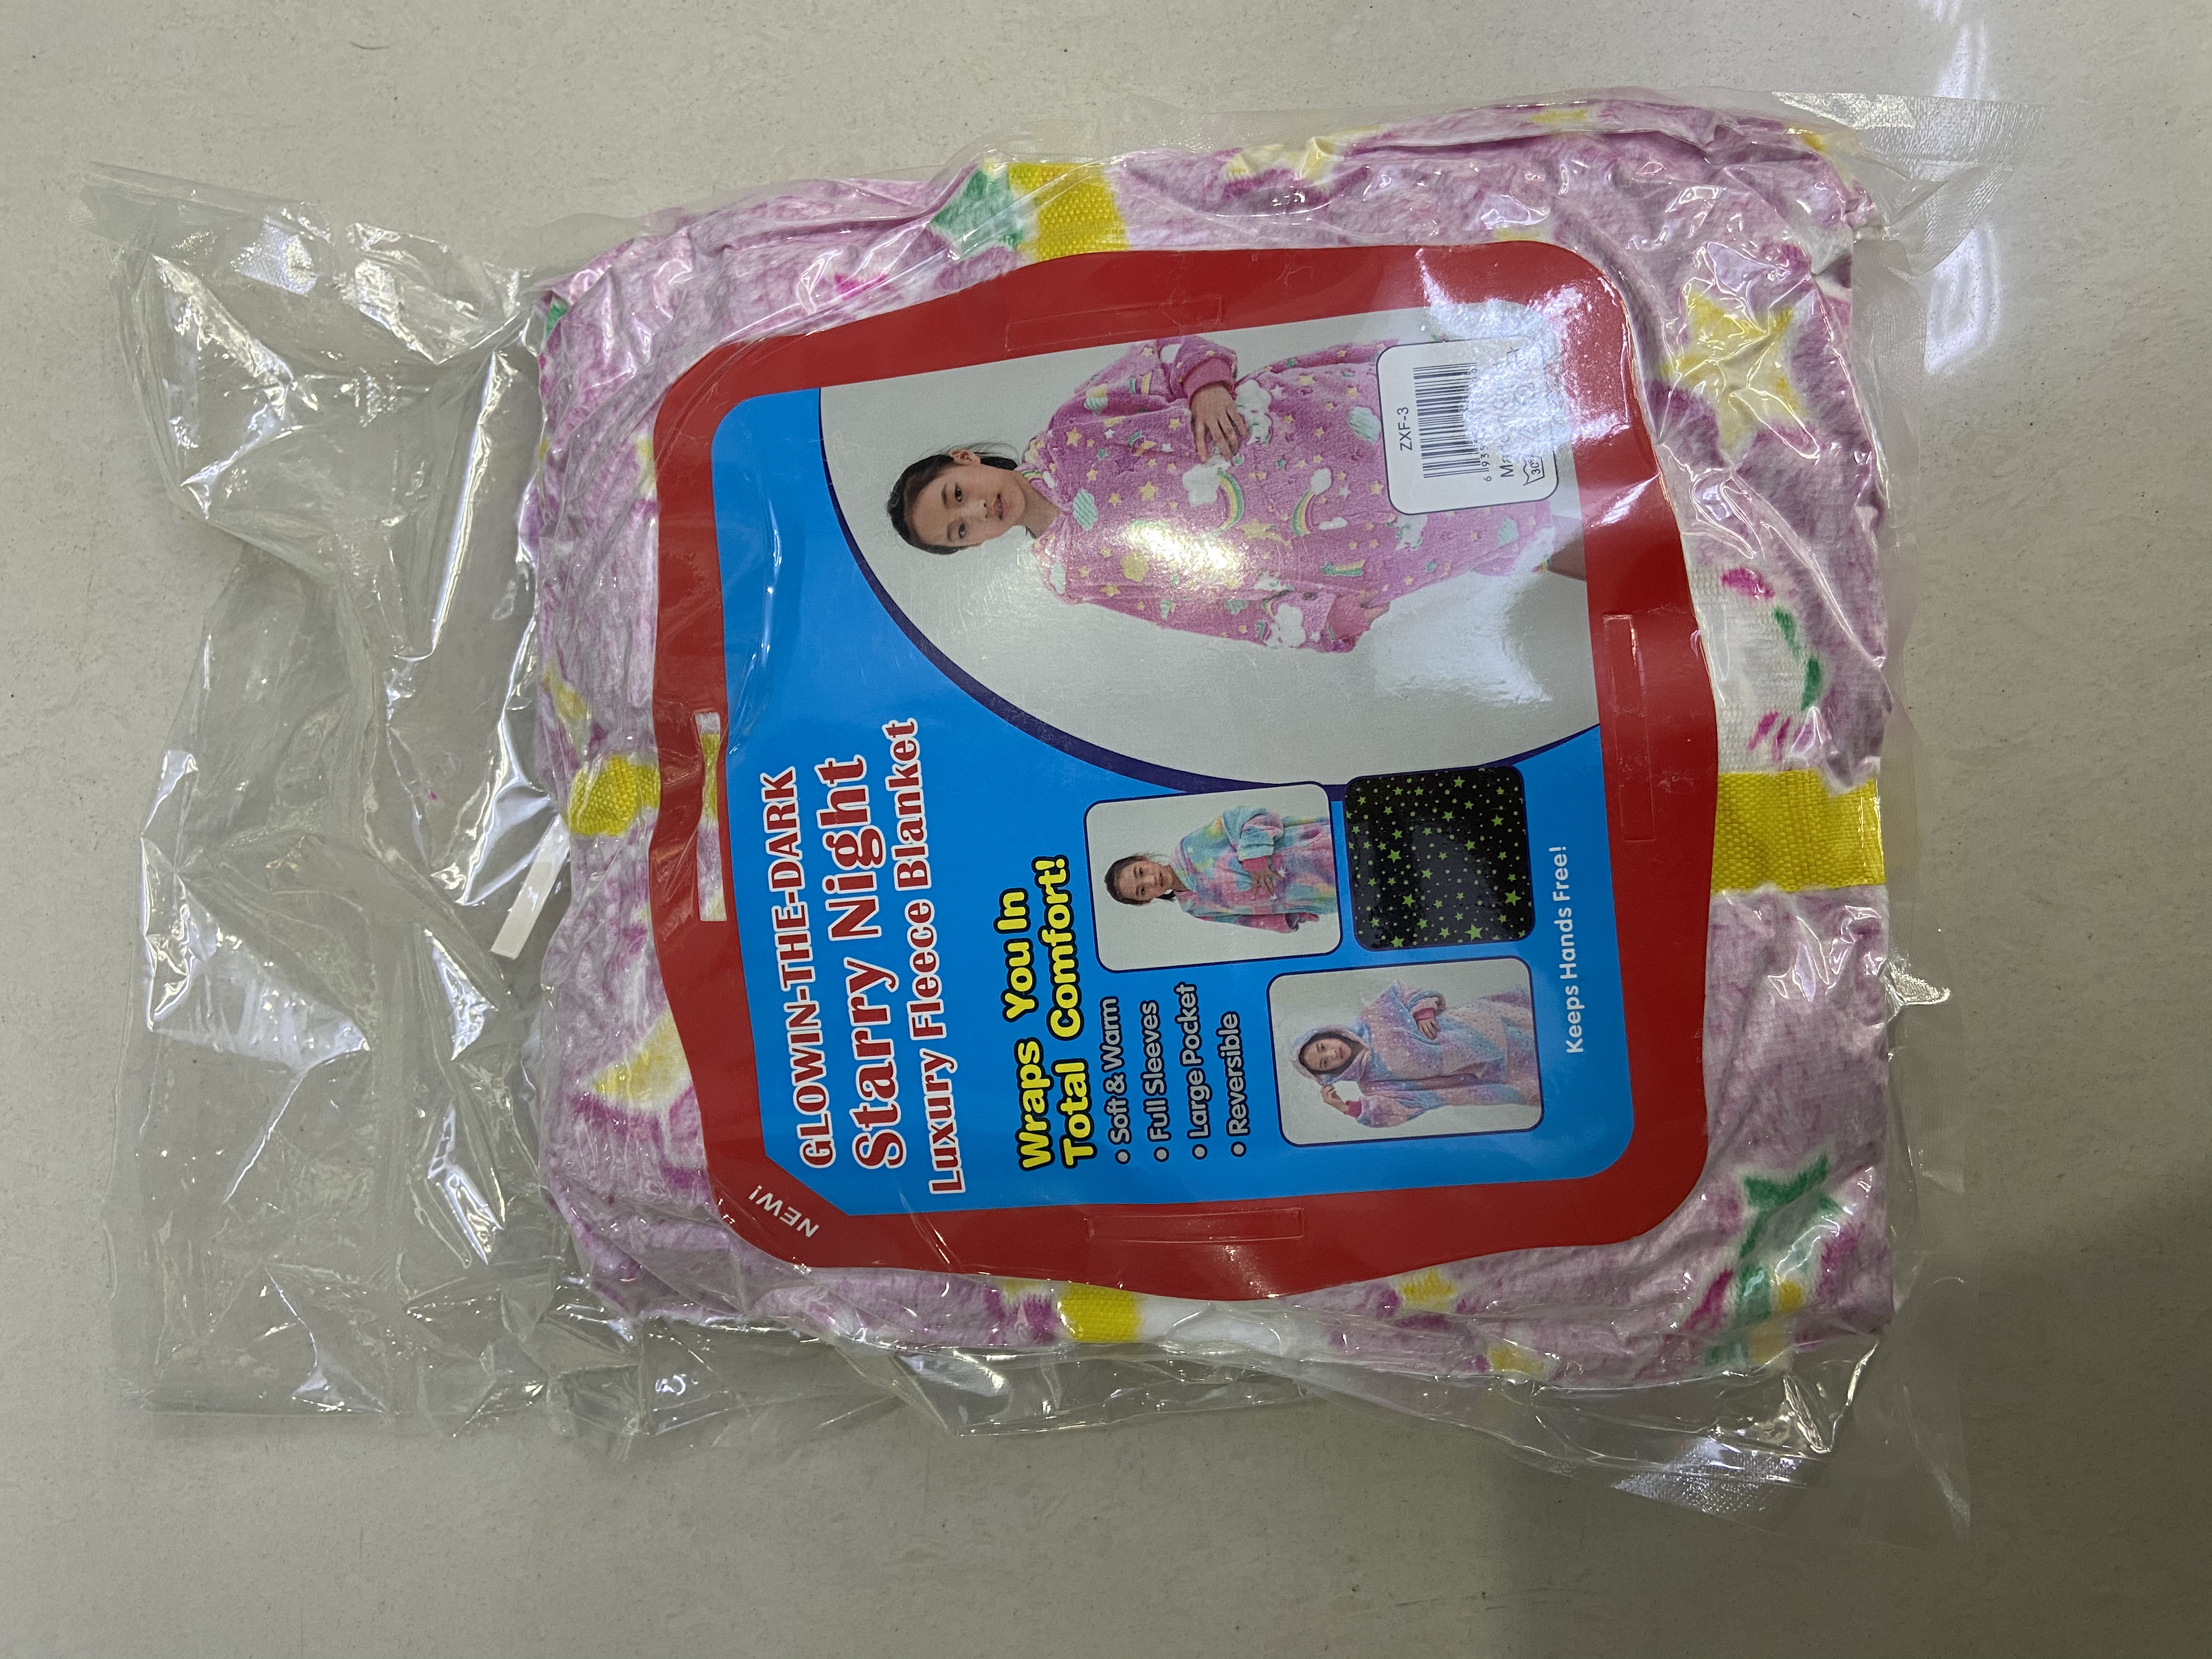 NEW!
GLOWIN-THE-DARK
Starry Night
Luxury Fleece Blanket
Wraps You In
Total Comfort!
• Soft & Warm
• Full Sleeves
• Large Pocket
• Reversible
Keeps Hands Free!
ZXF-3